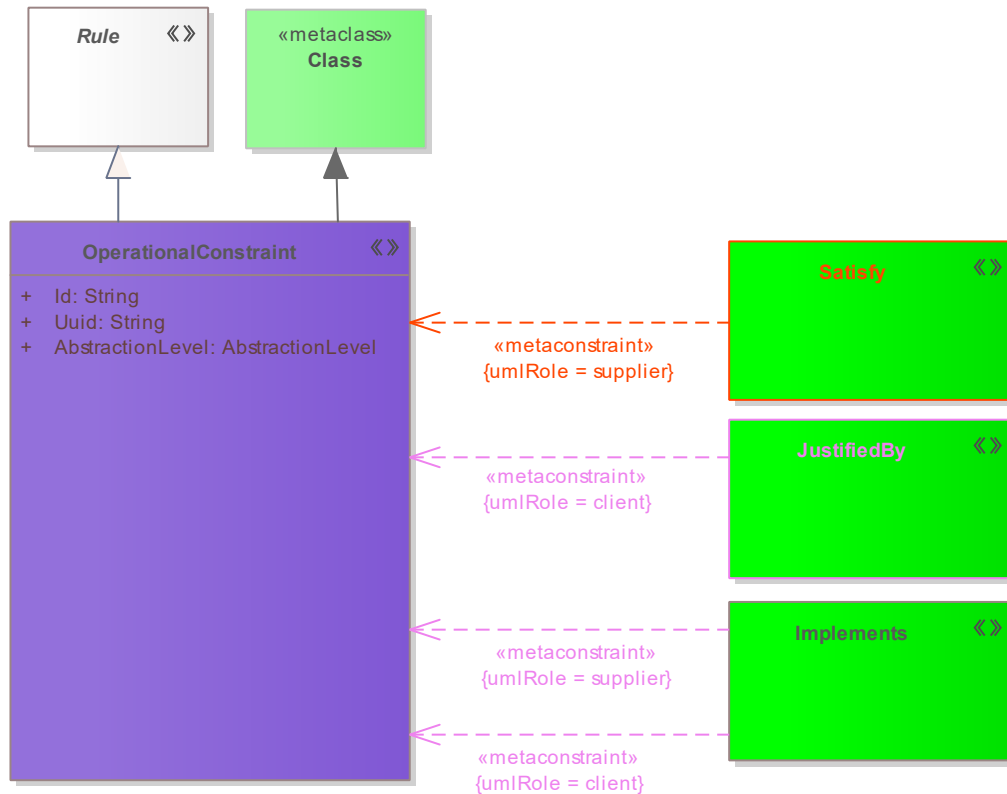 Rule
«»
«metaclass»
Class
OperationalConstraint
«»
+ Id: String
+ Uuid: String
+ AbstractionLevel: AbstractionLevel
Satisfy
«»
«metaconstraint»
{umlRole = supplier}
JustifiedBy
«»
«metaconstraint»
{umlRole = client}
Implements
«»
«metaconstraint»
{umlRole = supplier}
«metaconstraint»
{umlRole = client}